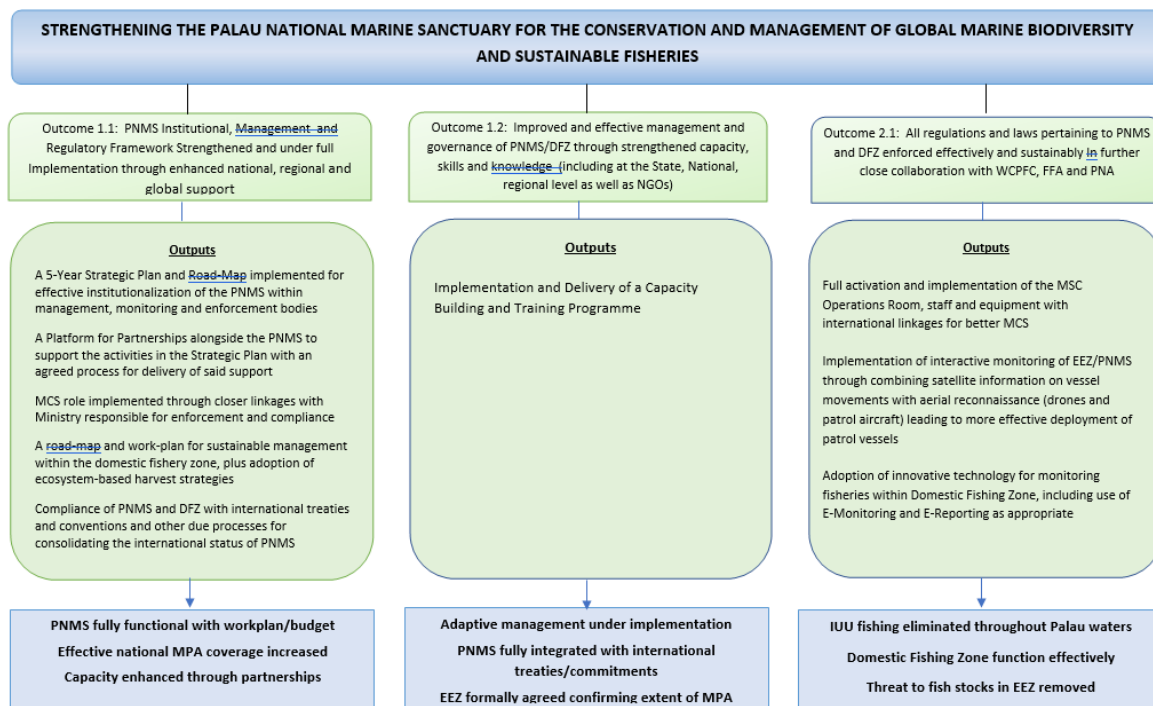 STRENGTHENING THE PALAU NATIONAL MARINE SANCTUARY FOR THE CONSERVATION AND MANAGEMENT OF GLOBAL MARINE BIODIVERSITY
AND SUSTAINABLE FISHERIES
Outcome 1.1: PNMS Institutional, Management and
Regulatory Framework Strengthened and under full
Implementation through enhanced national, regional and
global support
Outputs
A 5-Year Strategic Plan and Road-Map implemented for
effective institutionalization of the PNMS within
management, monitoring and enforcement bodies
A Platform for Partnerships alongside the PNMS to
support the activities in the Strategic Plan with an
agreed process for delivery of said support
MCS role implemented through closer linkages with
Ministry responsible for enforcement and compliance
A road-map and work-plan for sustainable management
within the domestic fishery zone, plus adoption of
ecosystem-based harvest strategies
Compliance of PNMS and DFZ with international treaties
and conventions and other due processes for
consolidating the international status of PNMS
PNMS fully functional with workplan/budget
Effective national MPA coverage increased
Capacity enhanced through partnerships
Outcome 1.2: Improved and effective management and
governance of PNMS/DFZ through strengthened capacity,
skills and knowledge (including at the State, National,
regional level as well as NGOs)
Outputs
Implementation and Delivery of a Capacity
Building and Training Programme
Adaptive management under implementation
PNMS fully integrated with international
treaties/commitments
EEZ formally agreed confirming extent of MPA
Outcome 2.1: All regulations and laws pertaining to PNMS
and DFZ enforced effectively and sustainably In further
close collaboration with WCPFC, FFA and PNA
Outputs
Full activation and implementation of the MSC
Operations Room, staff and equipment with
international linkages for better MCS
Implementation of interactive monitoring of EEZ/PNMS
through combining satellite information on vessel
movements with aerial reconnaissance (drones and
patrol aircraft) leading to more effective deployment of
patrol vessels
Adoption of innovative technology for monitoring
fisheries within Domestic Fishing Zone, including use of
E-Monitoring and E-Reporting as appropriate
IUU fishing eliminated throughout Palau waters
Domestic Fishing Zone function effectively
Threat to fish stocks in EEZ removed